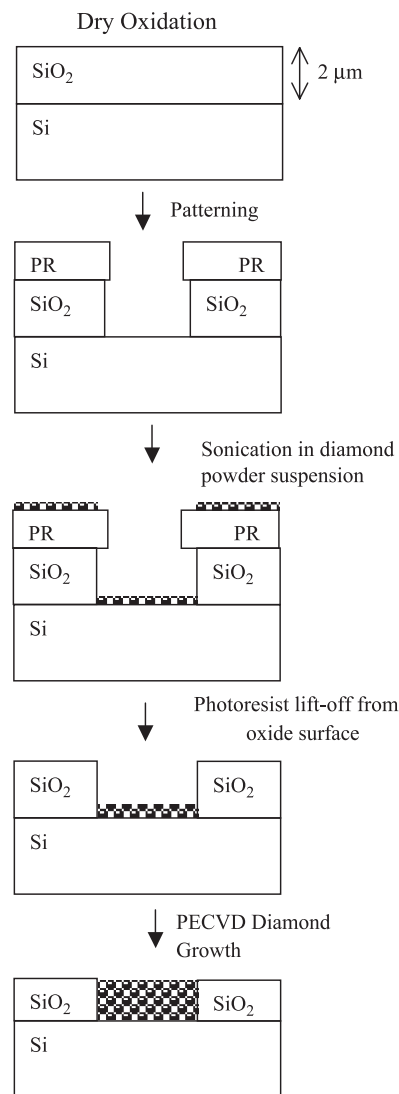 Dry Oxidation
SiO₂
2 μm
Si
Patterning
PR PR
SiO₂ SiO₂
Si
Sonication in diamond
powder suspension
PR PR
SiO₂ SiO₂
Si
Photoresist lift-off from
oxide surface
SiO₂ SiO₂
Si
PECVD Diamond
Growth
SiO₂ SiO₂
Si